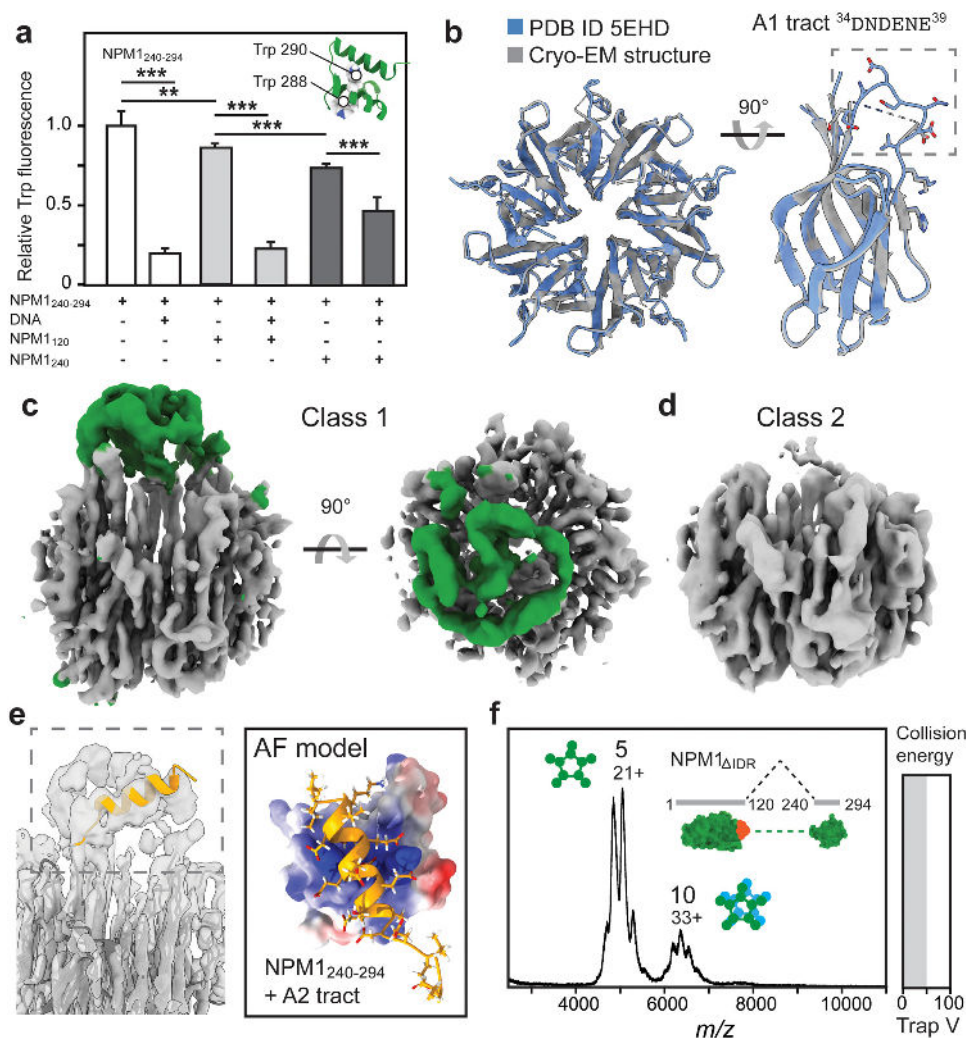 a
NPM1240-294
***
**
***
***
***
Trp 290
Trp 288
Relative Trp fluorescence
1.0
0.5
0
NPM1240-294 + + + + + +
DNA - + - + - +
NPM1120 - - + + - -
NPM1240 - - - - + +
b
PDB ID 5EHD
Cryo-EM structure
90°
A1 tract 34DNDENE39
c
Class 1
90°
d
Class 2
e
AF model
NPM1240-294
+ A2 tract
f
5
21+
NPM1ΔIDR
1 120 240 294
10
33+
4000 6000 8000 10000
m/z
Collision
energy
0 100
Trap V